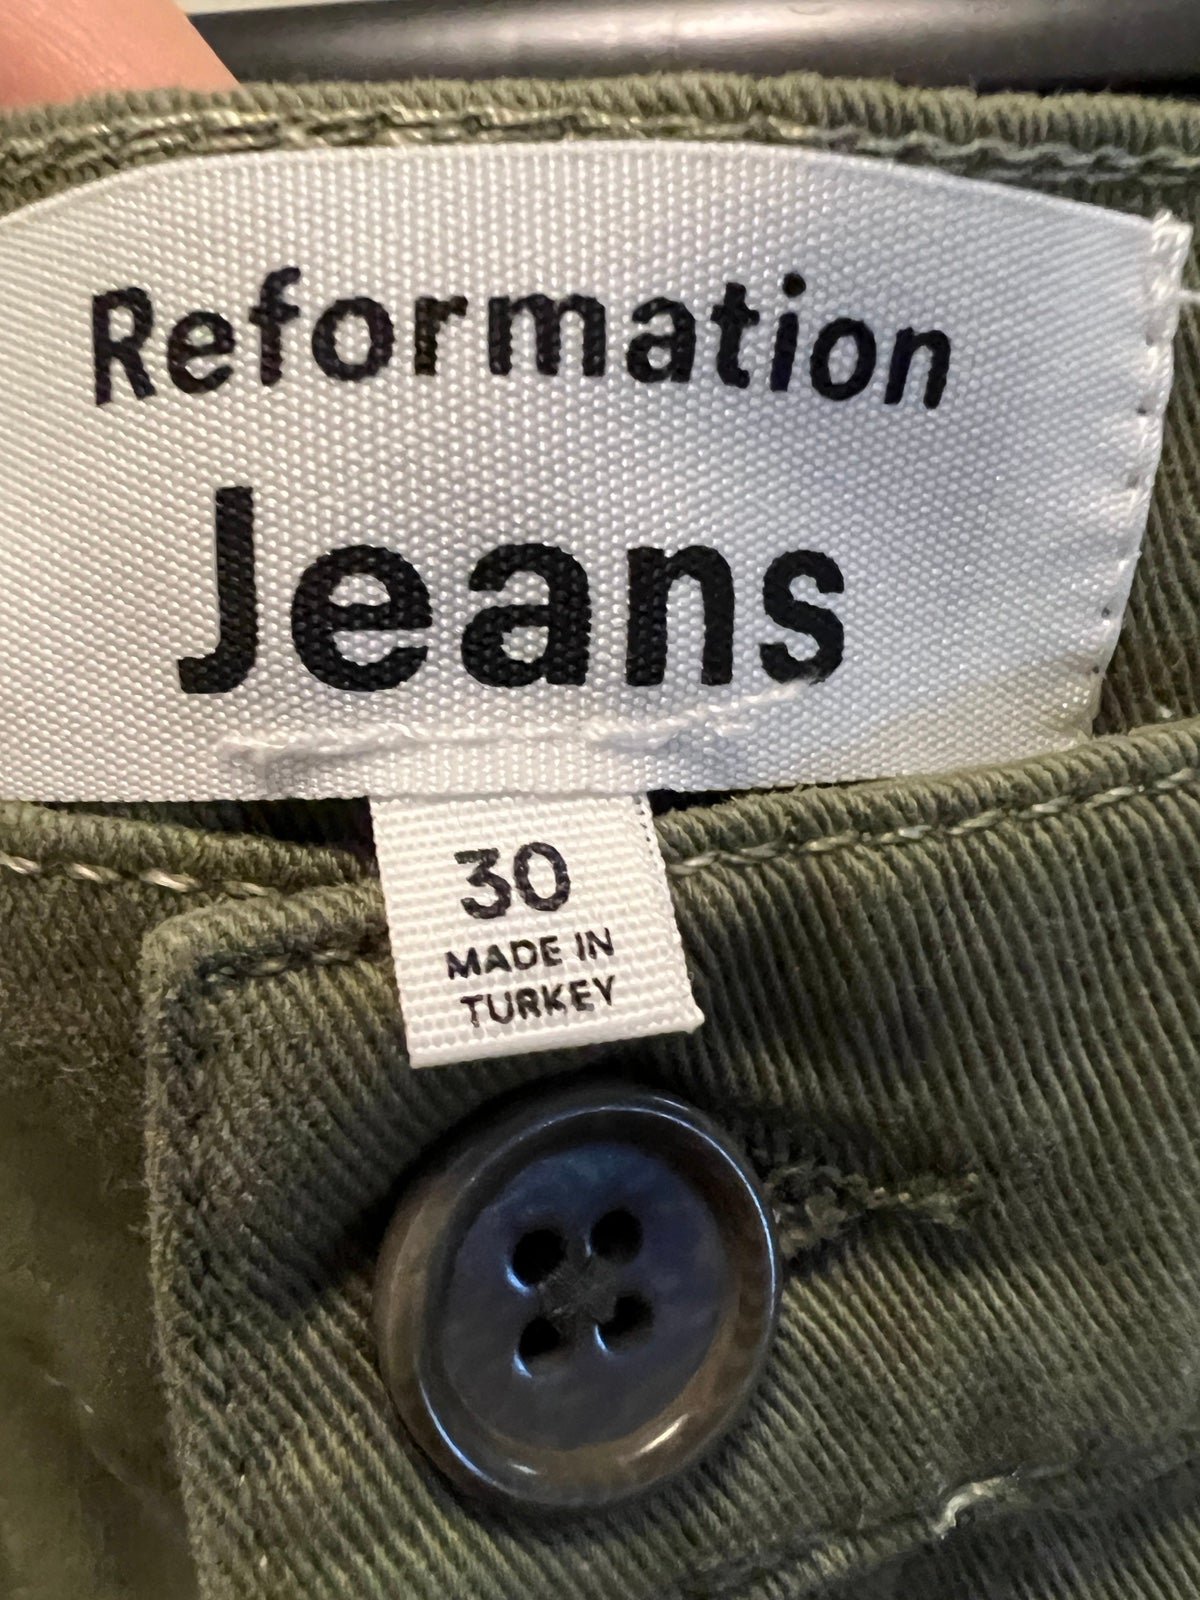 Reformation
Jeans
30
MADE IN
TURKEY